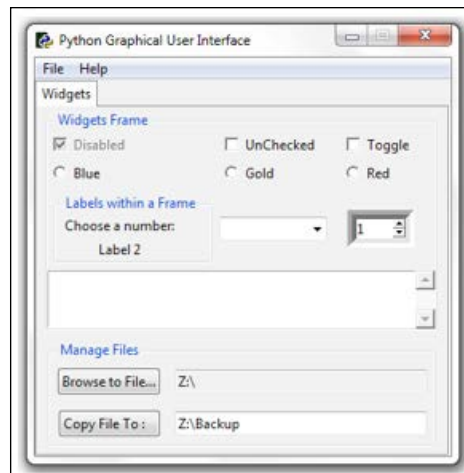 Python Graphical User Interface
File Help
Widgets
Widgets Frame
Disabled UnChecked Toggle
Blue Gold Red
Labels within a Frame
Choose a number:
1
Label 2
Manage Files
Browse to File... Z:\
Copy File To : Z:\Backup